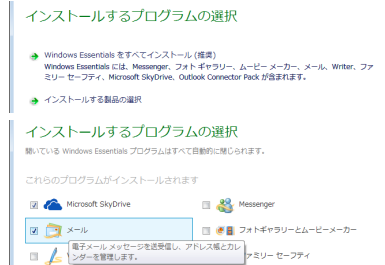 インストールするプログラムの選択
Windows Essentials をすべてインストール (推奨)
Windows Essentials には、Messenger、フォト ギャラリー、ムービー メーカー、メール、Writer、ファ
ミリー セーフティ、Microsoft SkyDrive、Outlook Connector Pack が含まれます。
インストールする製品の選択
インストールするプログラムの選択
開いている Windows Essentials プログラムはすべて自動的に閉じられます。
これらのプログラムがインストールされます
Microsoft SkyDrive
Messenger
メール
フォトギャラリーとムービーメーカー
電子メール メッセージを送受信し、アドレス帳とカレ
ンダーを管理します。
ァミリー セーフティ